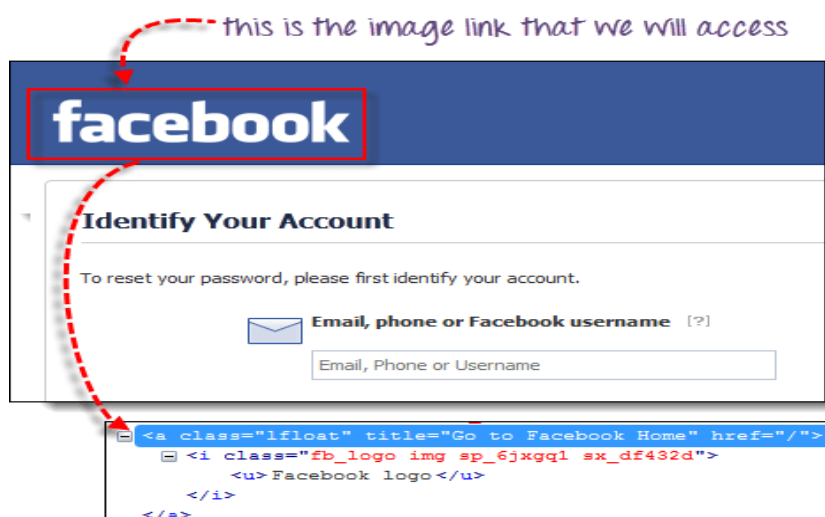 this is the image link that we will access
facebook
Identify Your Account
To reset your password, please first identify your account.
Email, phone or Facebook username [?]
Email, Phone or Username
<a class="lfloat" title="Go to Facebook Home" href="/">
<i class="fb_logo img sp_6jxgq1 sx_df432d">
<u>Facebook logo</u>
</i>
</a>